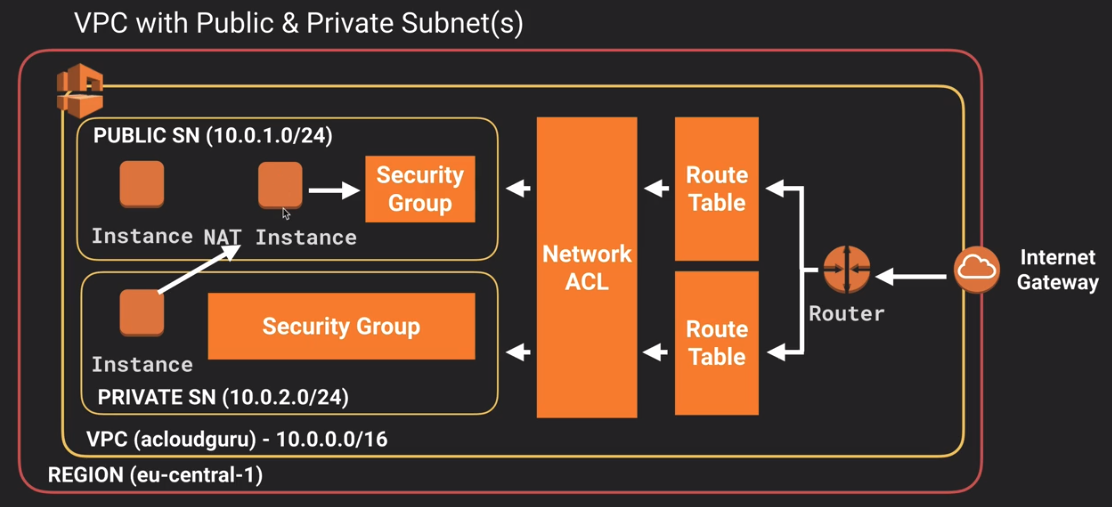 VPC with Public & Private Subnet(s)
PUBLIC SN (10.0.1.0/24)
Instance
NAT Instance
Security
Group
Instance
Security Group
PRIVATE SN (10.0.2.0/24)
VPC (acloudguru) - 10.0.0.0/16
REGION (eu-central-1)
Network
ACL
Route
Table
Route
Table
Router
Internet
Gateway